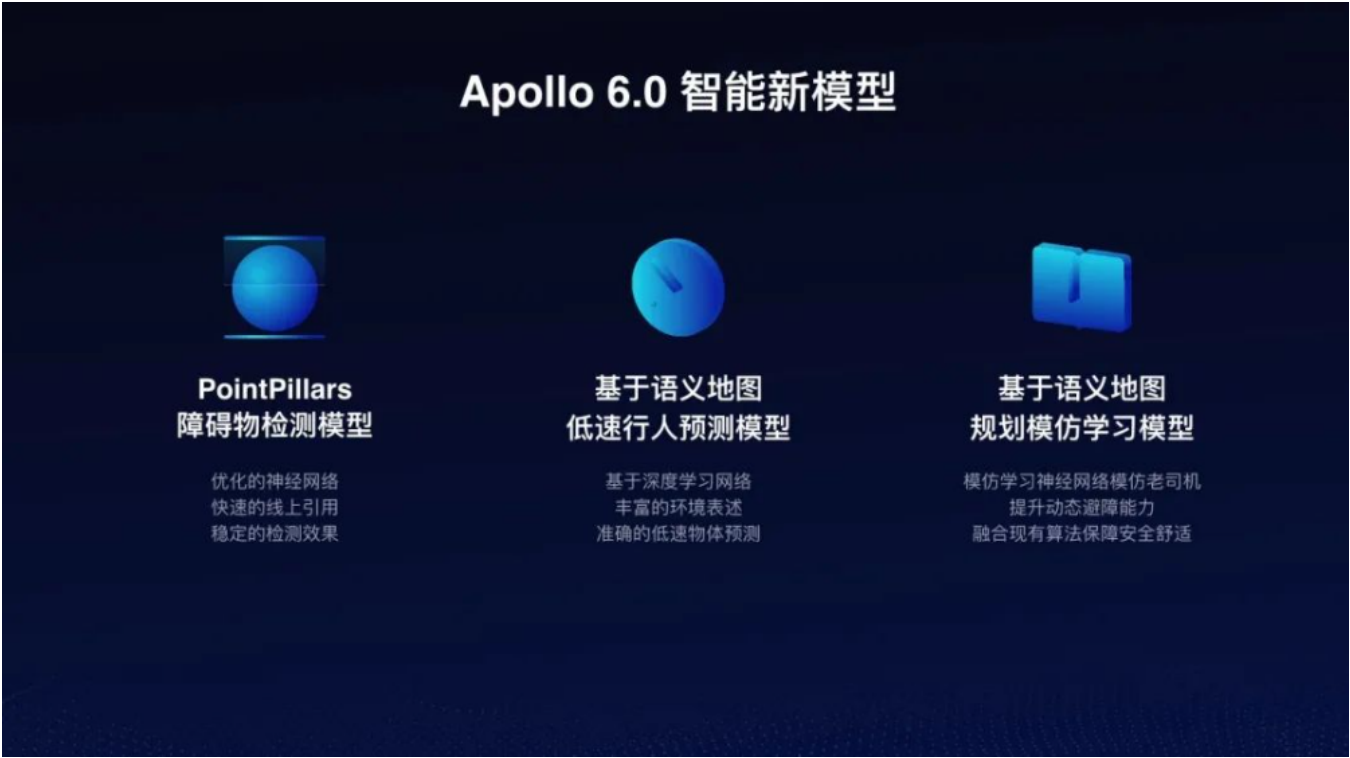 Apollo 6.0 智能新模型
PointPillars
障碍物检测模型
优化的神经网络
快速的线上引用
稳定的检测效果
基于语义地图
低速行人预测模型
基于深度学习网络
丰富的环境表述
准确的低速物体预测
基于语义地图
规划模仿学习模型
模仿学习神经网络模仿老司机
提升动态避障能力
融合现有算法保障安全舒适